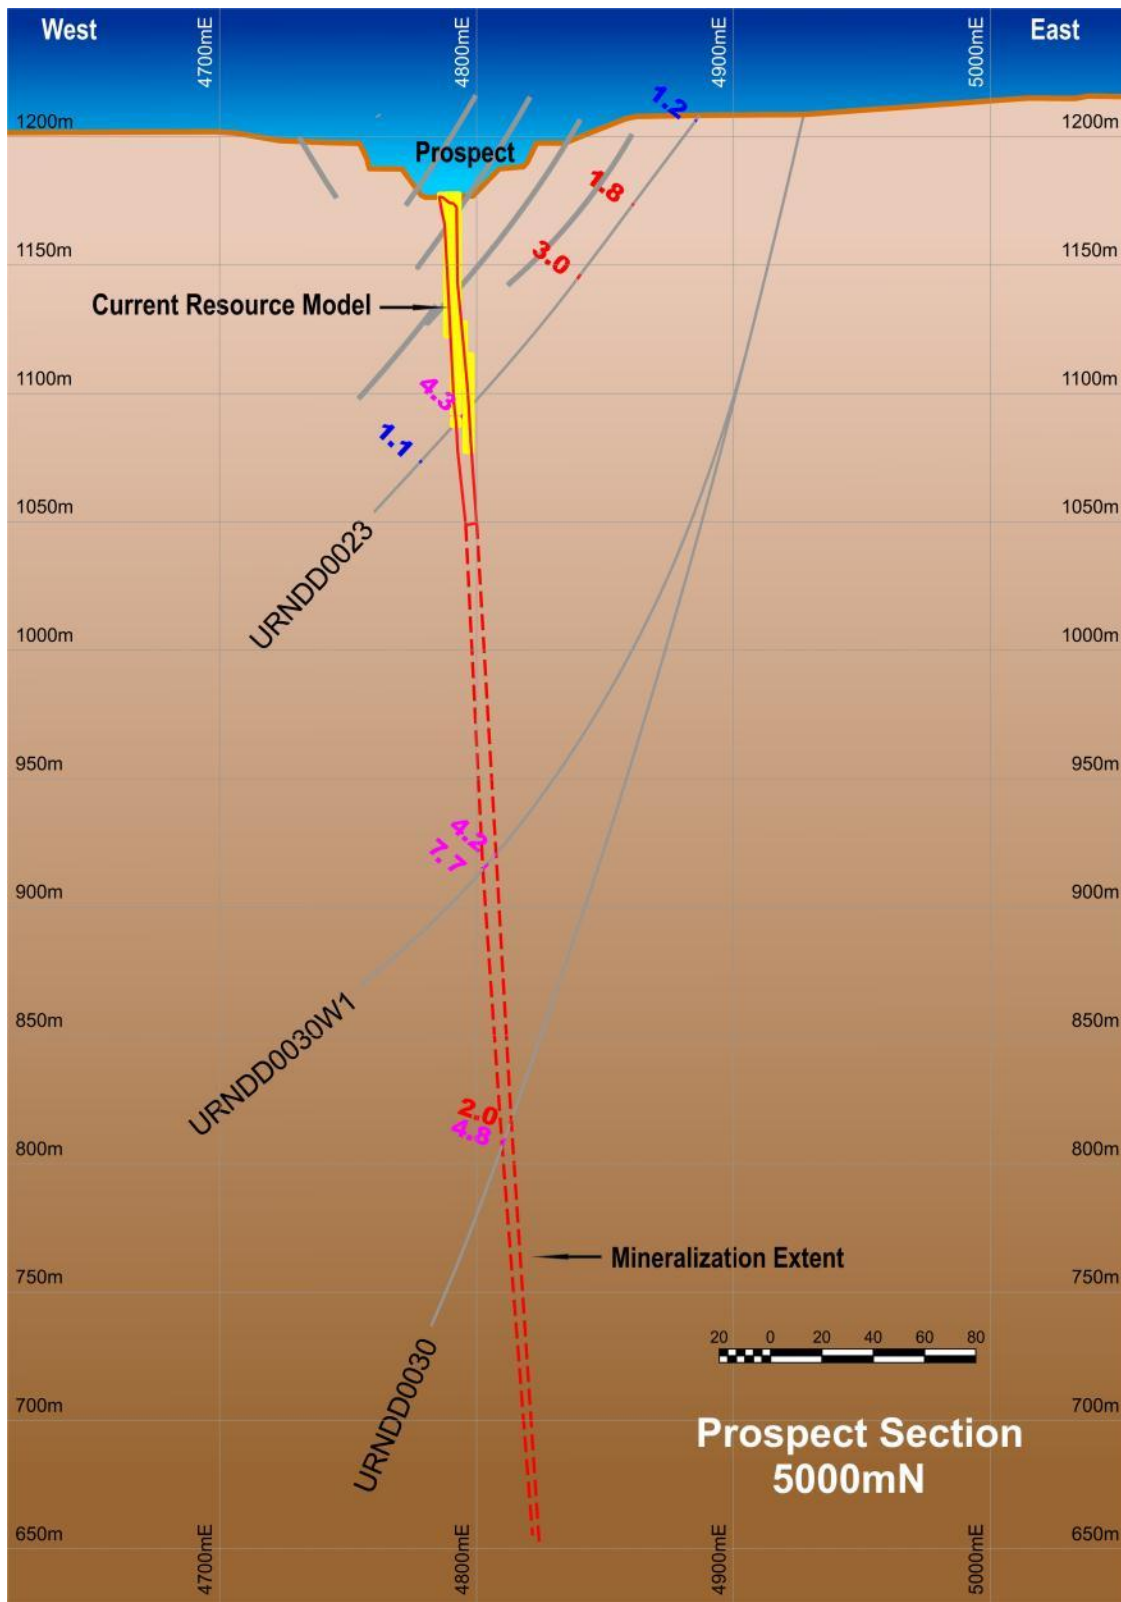 West
East
4700mE
4800mE
4900mE
5000mE
1.2
1200m
1200m
Prospect
1.8
1150m
3.0
1150m
Current Resource Model
1100m
4.3
1100m
1.1
1050m
1050m
URNDD0023
1000m
1000m
950m
950m
4.2
7.7
900m
900m
URNDD0030W1
850m
850m
2.0
4.8
800m
800m
Mineralization Extent
750m
750m
20 0 20 40 60 80
URNDD0030
700m
700m
Prospect Section
5000mN
650m
650m
4700mE
4800mE
4900mE
5000mE